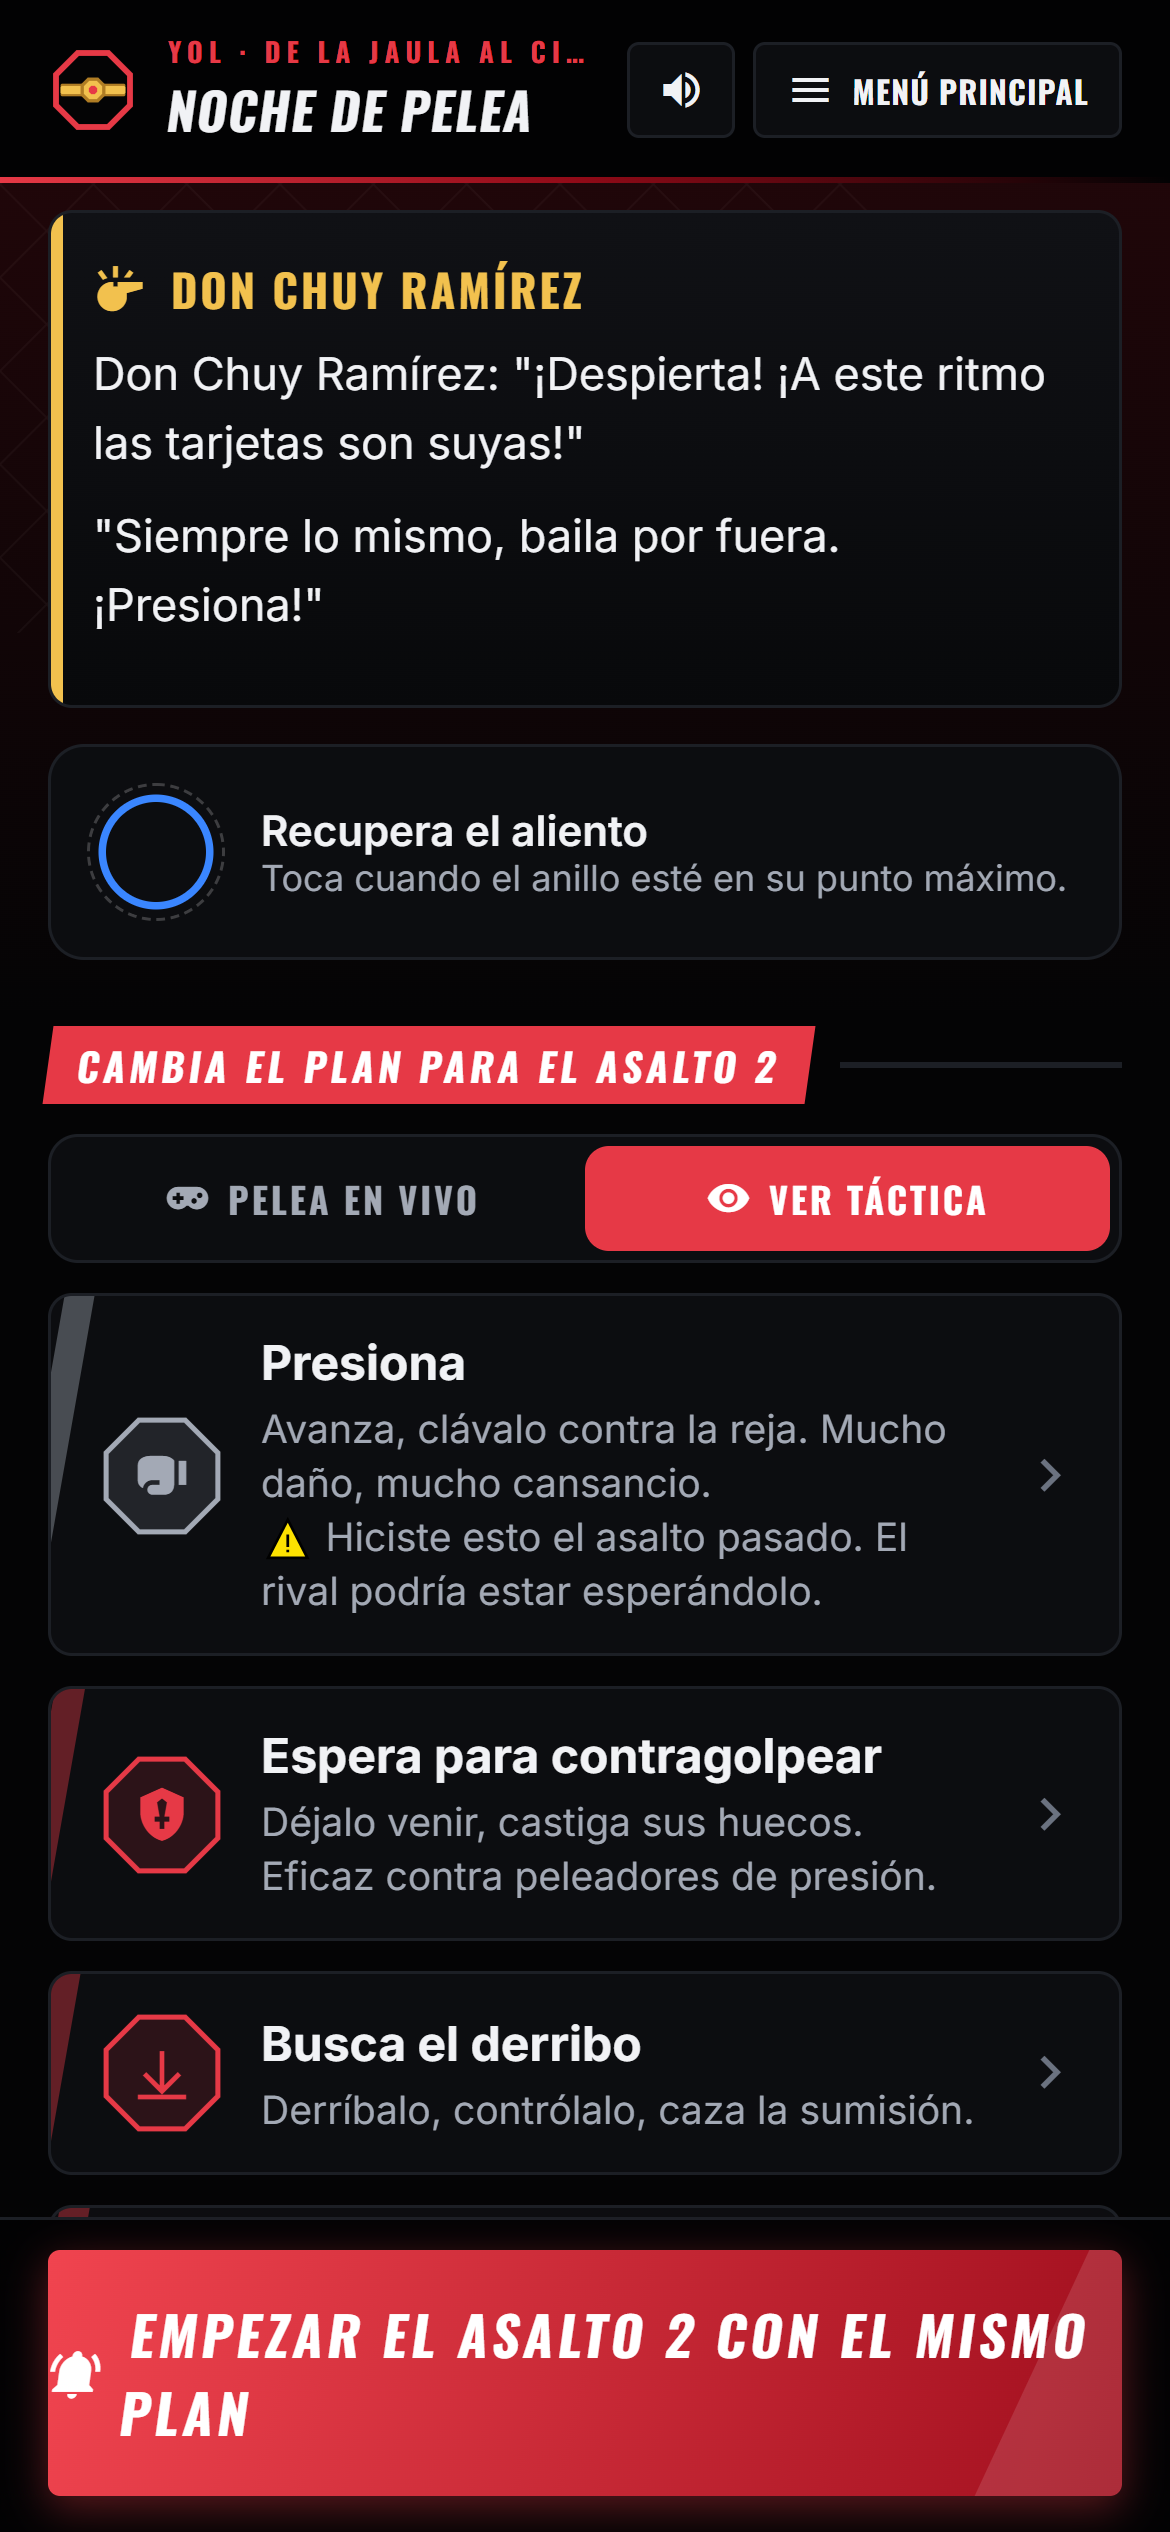 YOL · DE LA JAULA AL CI…
NOCHE DE PELEA
MENÚ PRINCIPAL
DON CHUY RAMÍREZ
Don Chuy Ramírez: "¡Despierta! ¡A este ritmo
las tarjetas son suyas!"
"Siempre lo mismo, baila por fuera.
¡Presiona!"
Recupera el aliento
Toca cuando el anillo esté en su punto máximo.
CAMBIA EL PLAN PARA EL ASALTO 2
PELEA EN VIVO
VER TÁCTICA
Presiona
Avanza, clávalo contra la reja. Mucho
daño, mucho cansancio.
⚠️ Hiciste esto el asalto pasado. El
rival podría estar esperándolo.
Espera para contragolpear
Déjalo venir, castiga sus huecos.
Eficaz contra peleadores de presión.
Busca el derribo
Derríbalo, contrólalo, caza la sumisión.
EMPEZAR EL ASALTO 2 CON EL MISMO
PLAN